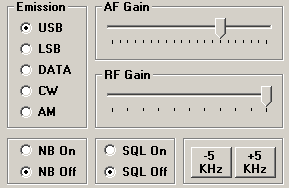 Emission
USB
LSB
DATA
CW
AM
AF Gain
RF Gain
NB On
NB Off
SQL On
SQL Off
-5
KHz
+5
KHz